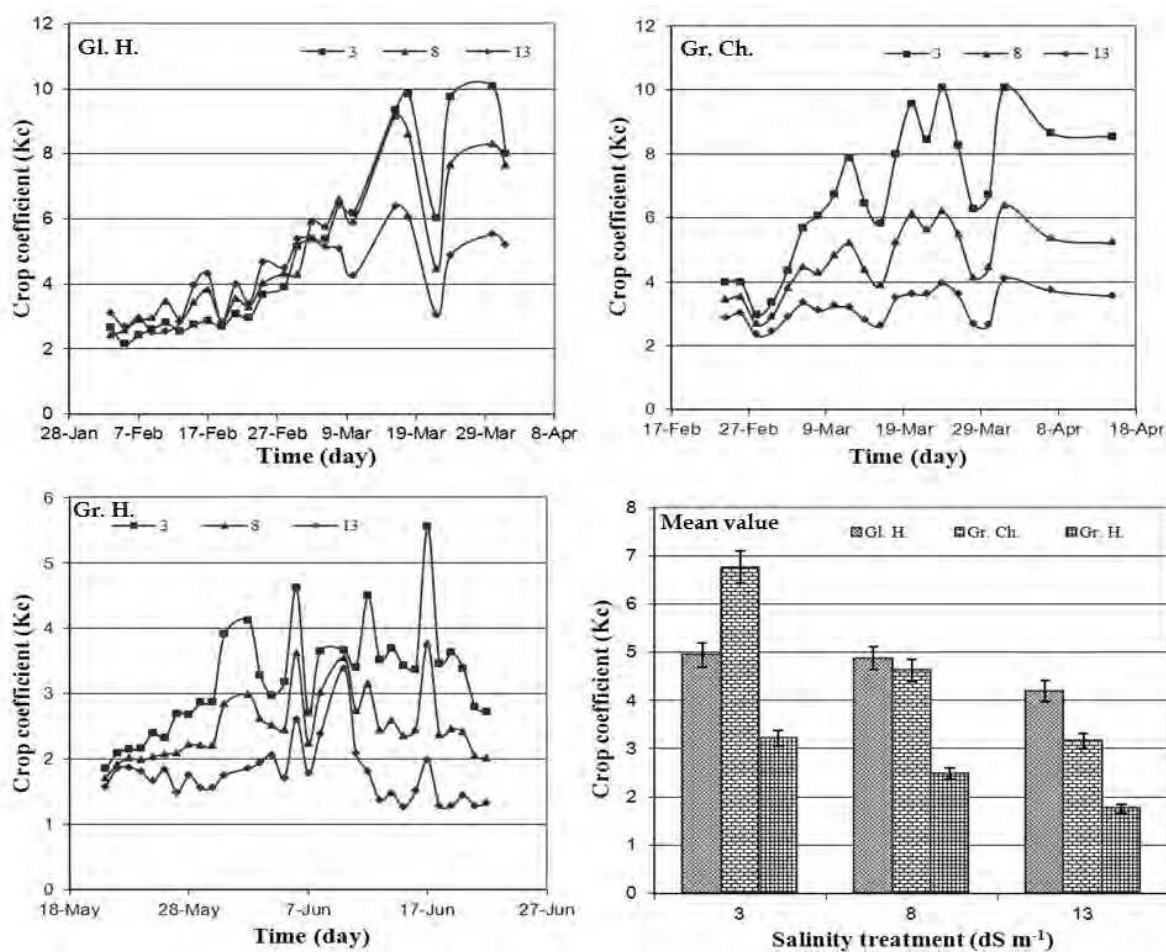 Gl. H.
3 8 13
Crop coefficient (Kc)
12
10
8
6
4
2
0
28-Jan 7-Feb 17-Feb 27-Feb 9-Mar 19-Mar 29-Mar 8-Apr
Time (day)
Gr. Ch.
3 8 13
Crop coefficient (Kc)
12
10
8
6
4
2
0
17-Feb 27-Feb 9-Mar 19-Mar 29-Mar 8-Apr 18-Apr
Time (day)
Gr. H.
3 8 13
Crop coefficient (Kc)
6
5
4
3
2
1
0
18-May 28-May 7-Jun 17-Jun 27-Jun
Time (day)
Mean value
Gl. H. Gr. Ch. Gr. H.
Crop coefficient (Kc)
8
7
6
5
4
3
2
1
0
3 8 13
Salinity treatment (dS m⁻¹)